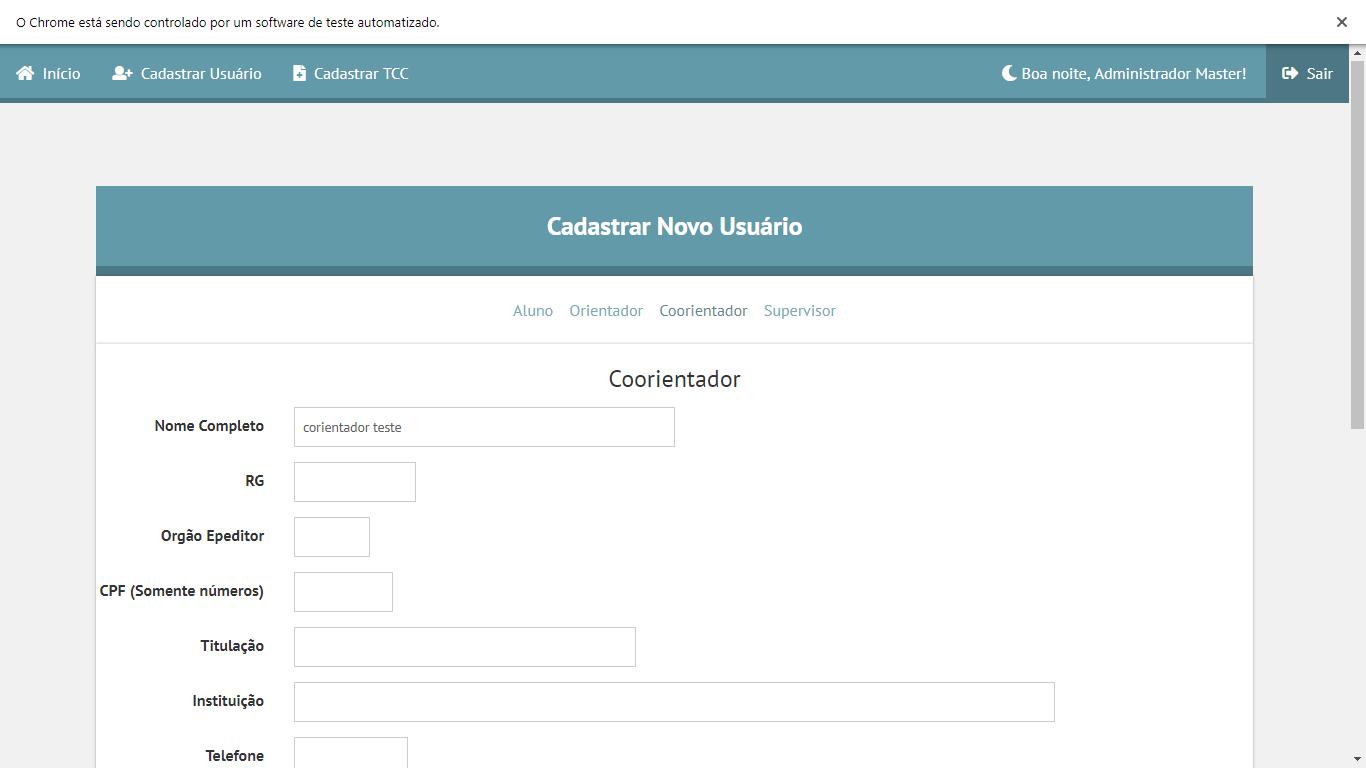 O Chrome está sendo controlado por um software de teste automatizado.
Início Cadastrar Usuário Cadastrar TCC Boa noite, Administrador Master! Sair
Cadastrar Novo Usuário
Aluno Orientador Coorientador Supervisor
Coorientador
Nome Completo corientador teste
RG
Orgão Epeditor
CPF (Somente números)
Titulação
Instituição
Telefone